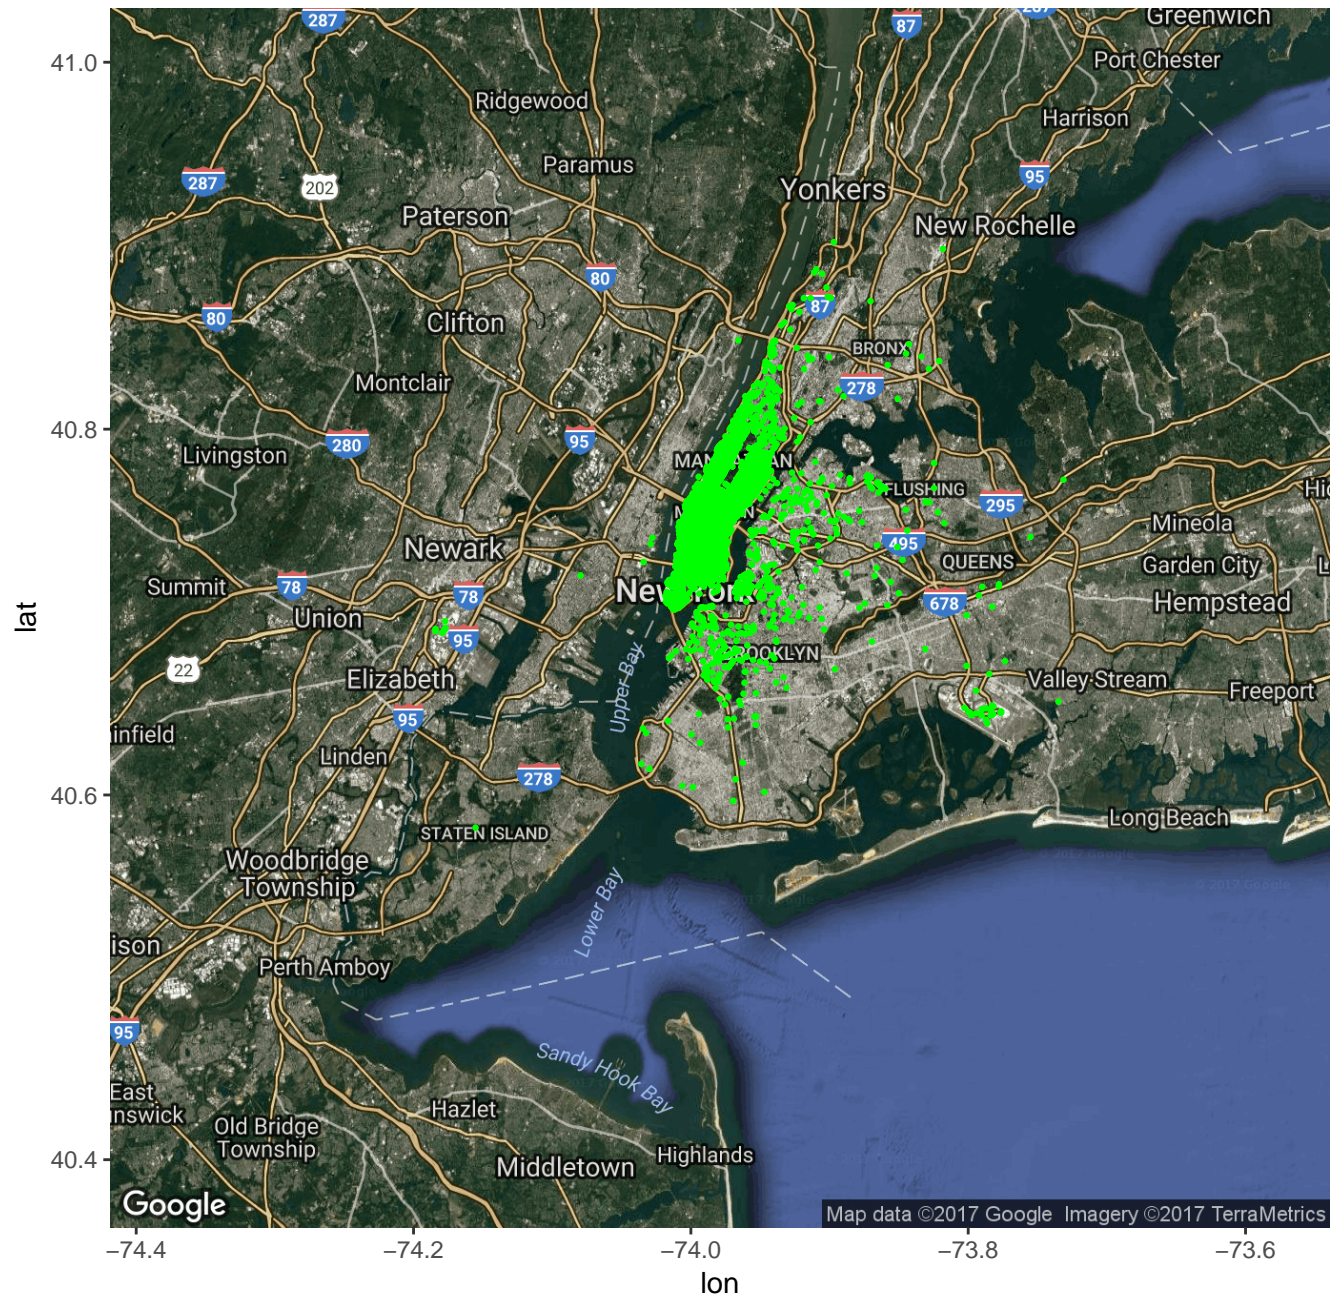 287
87
287
Greenwich
41.0
Port Chester
Ridgewood
Harrison
Paramus
287
202
95
Yonkers
Paterson
New Rochelle
80
87
80
Clifton
BRONX
Montclair
278
280
95
Livingston
40.8
MANHATTAN
FLUSHING
295
Mineola
495
Newark
QUEENS
Garden City
Summit
78
78
New York
678
Hempstead
Union
95
BROOKLYN
22
Elizabeth
Valley Stream
Freeport
Upper Bay
95
infield
Linden
278
40.6
Long Beach
STATEN ISLAND
Woodbridge
Township
Lower Bay
ison
Perth Amboy
95
Sandy Hook Bay
East
nswick
Hazlet
Old Bridge
Township
Highlands
40.4
Middletown
Google
Map data ©2017 Google Imagery ©2017 TerraMetrics
−74.4
−74.2
−74.0
−73.8
−73.6
lon
lat